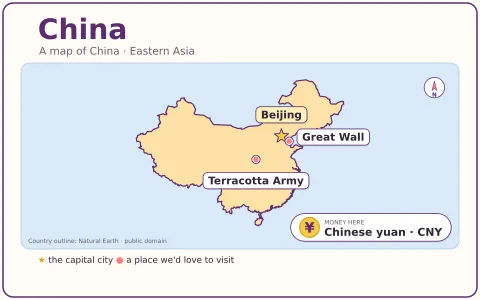 China
A map of China · Eastern Asia
N
Beijing
Great Wall
Terracotta Army
¥
MONEY HERE
Chinese yuan · CNY
Country outline: Natural Earth · public domain
★ the capital city ● a place we'd love to visit